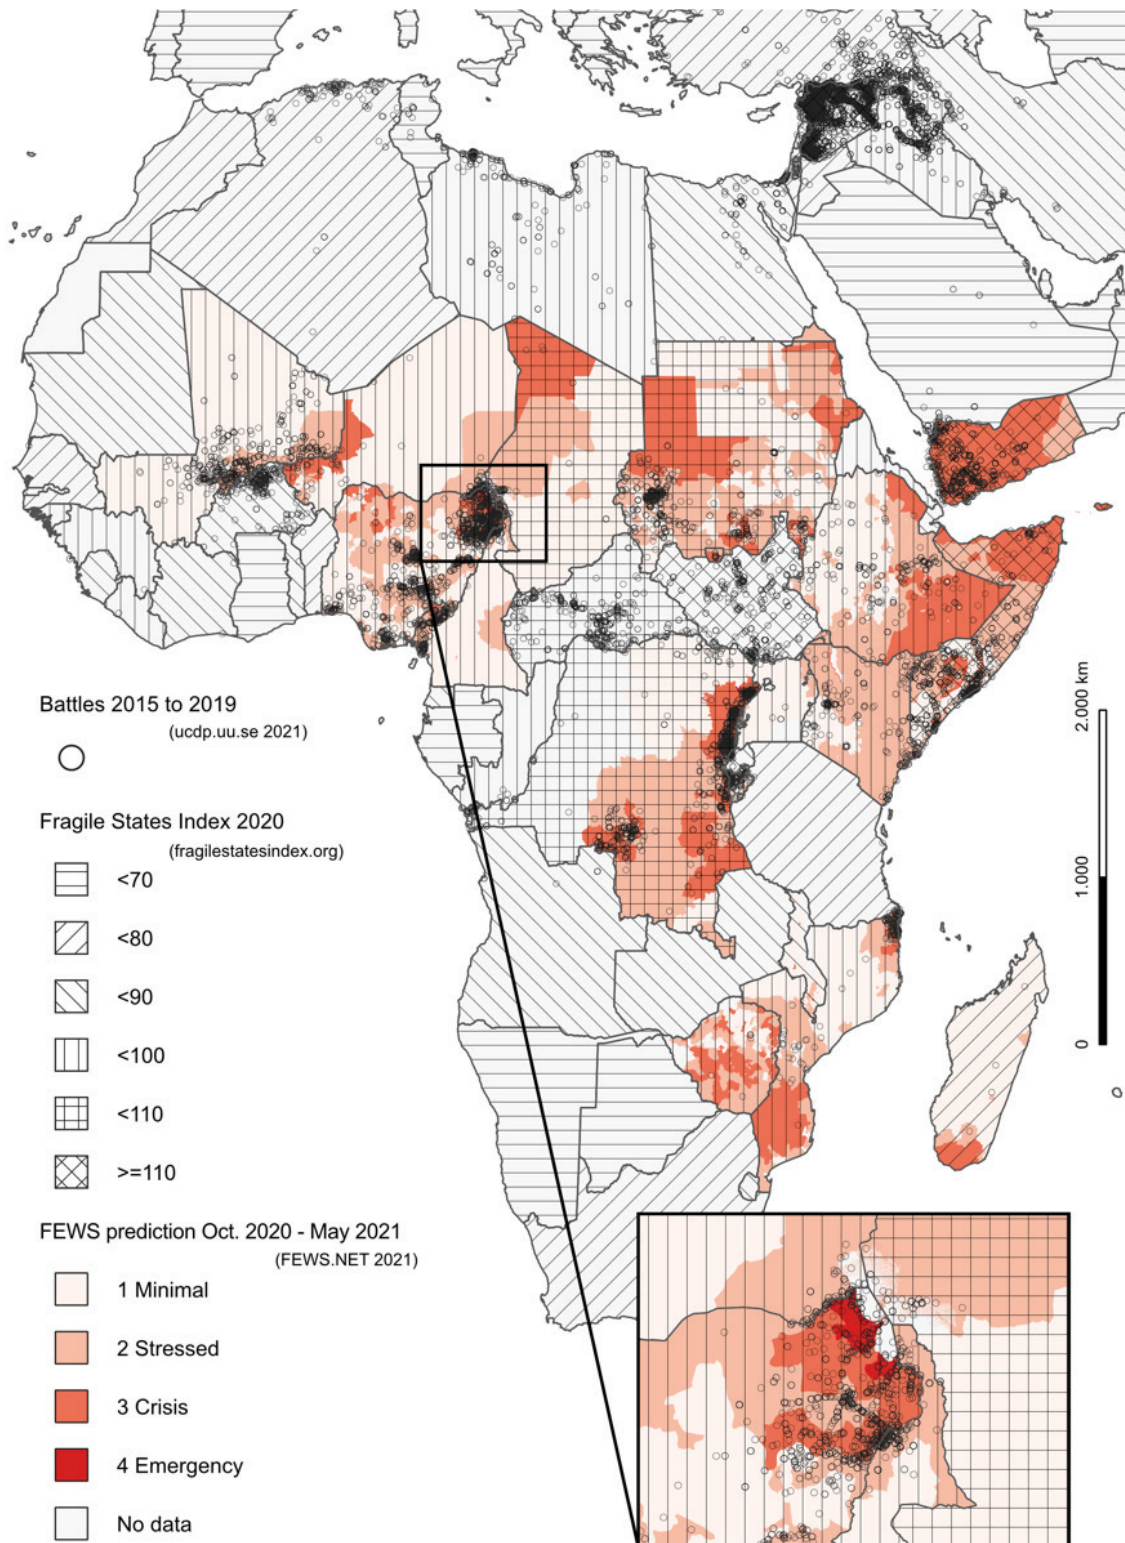 Battles 2015 to 2019
(ucdp.uu.se 2021)
Fragile States Index 2020
(fragilestatesindex.org)
<70
<80
<90
<100
<110
>=110
FEWS prediction Oct. 2020 - May 2021
(FEWS.NET 2021)
1 Minimal
2 Stressed
3 Crisis
4 Emergency
No data
2.000 km
1.000
0